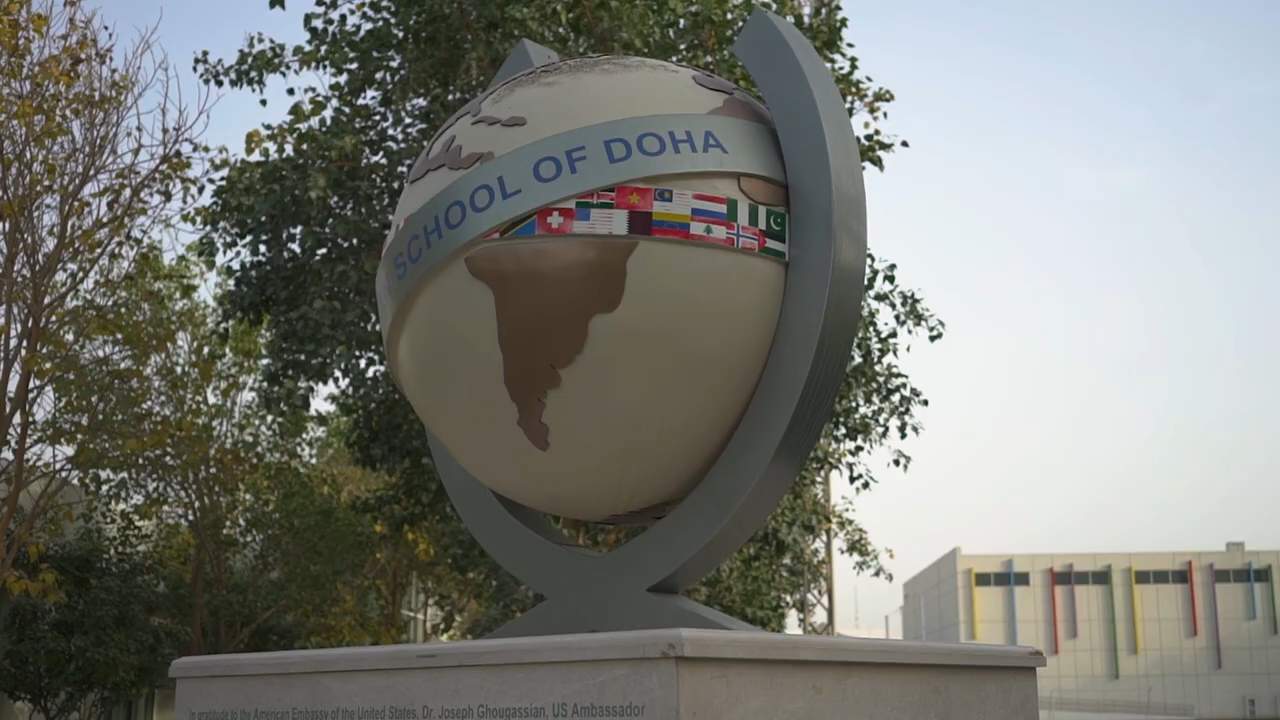 SCHOOL OF DOHA
In gratitude to the American Embassy of the United States, Dr. Joseph Ghougassian, US Ambassador